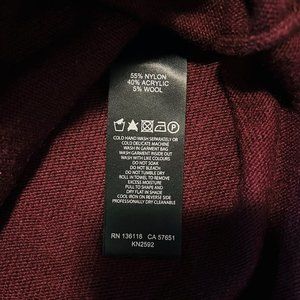 55% NYLON
40% ACRYLIC
5% WOOL
COLD HAND WASH SEPARATELY OR
COLD DELICATE MACHINE
WASH IN GARMENT BAG
WASH GARMENT INSIDE OUT
WASH WITH LIKE COLOURS
DO NOT SOAK
DO NOT BLEACH
DO NOT TUMBLE DRY
ROLL IN TOWEL TO REMOVE
EXCESS MOISTURE
PULL TO SHAPE AND
DRY FLAT IN SHADE
COOL IRON ON REVERSE SIDE
PROFESSIONALLY DRY CLEANABLE
RN 136116 CA 57651
KN2592